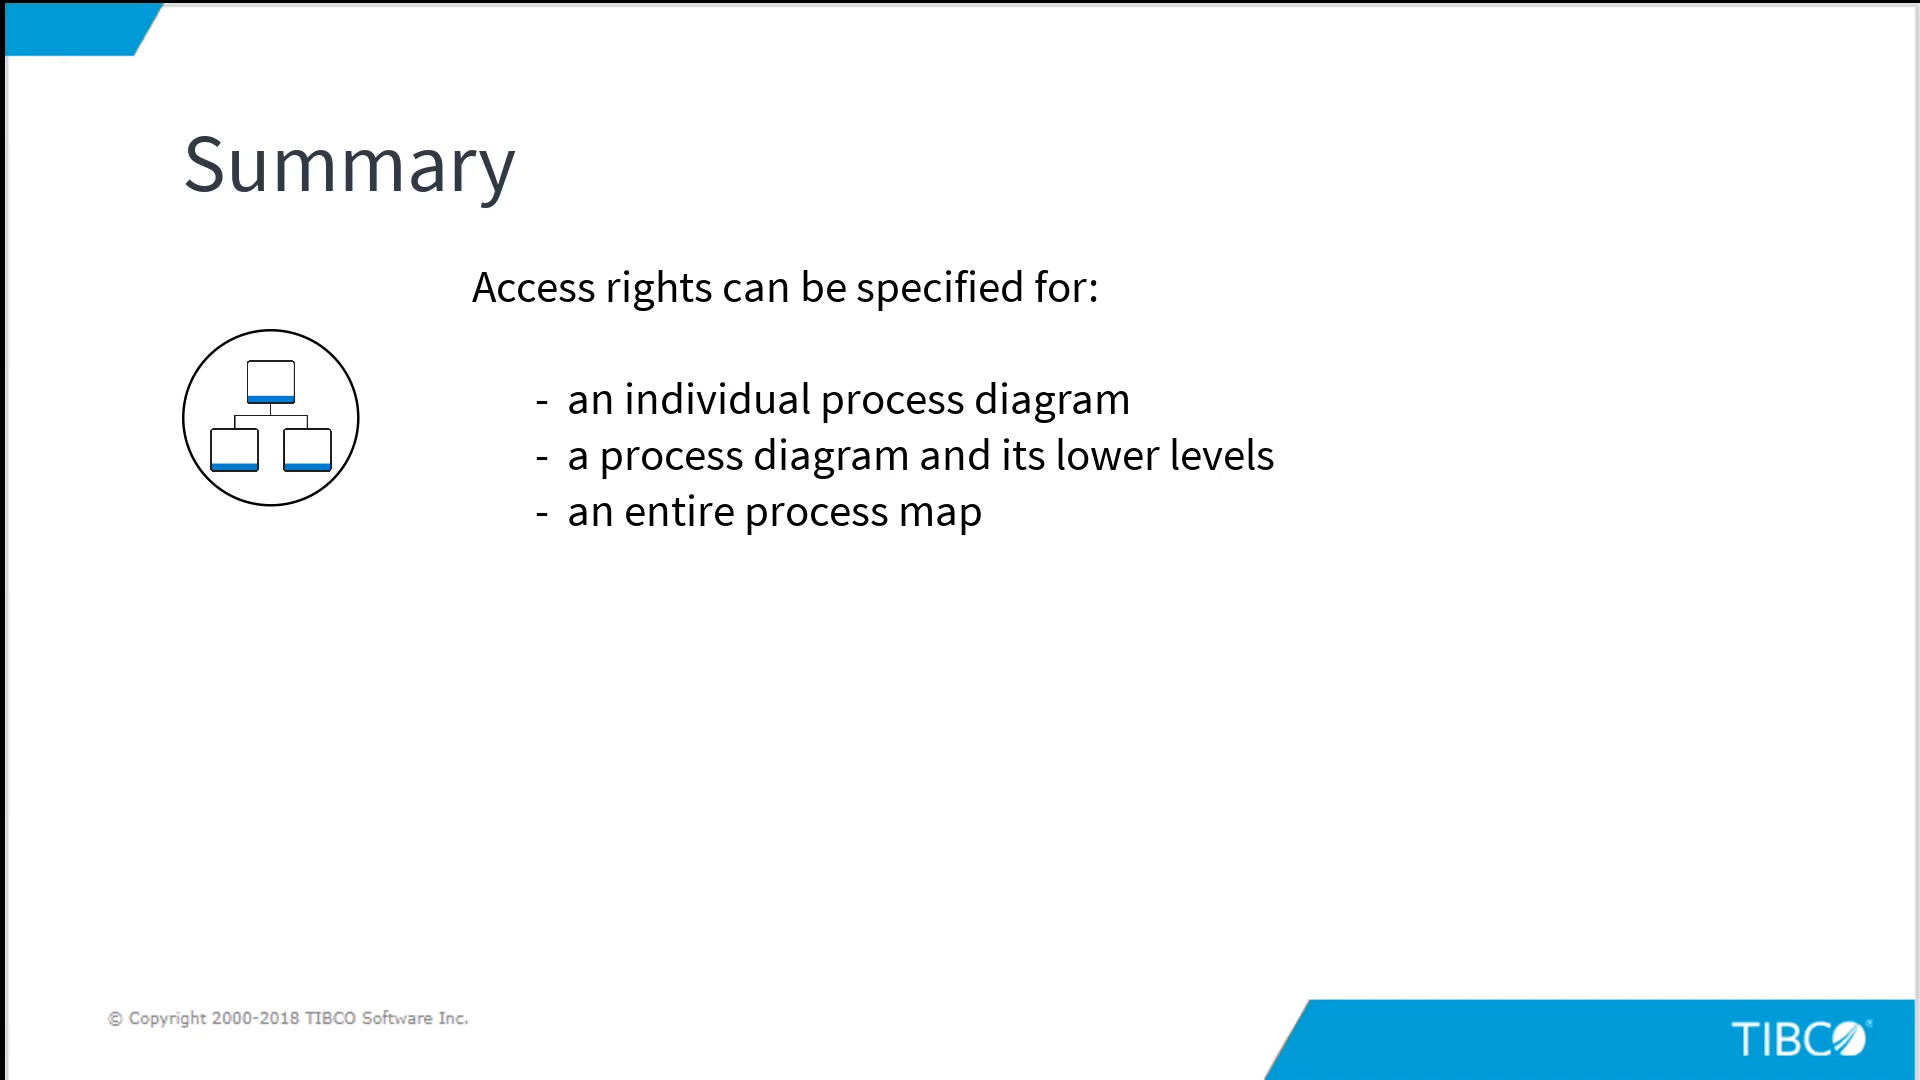 Summary
Access rights can be specified for:
- an individual process diagram
- a process diagram and its lower levels
- an entire process map
© Copyright 2000-2018 TIBCO Software Inc.
TIBCO®